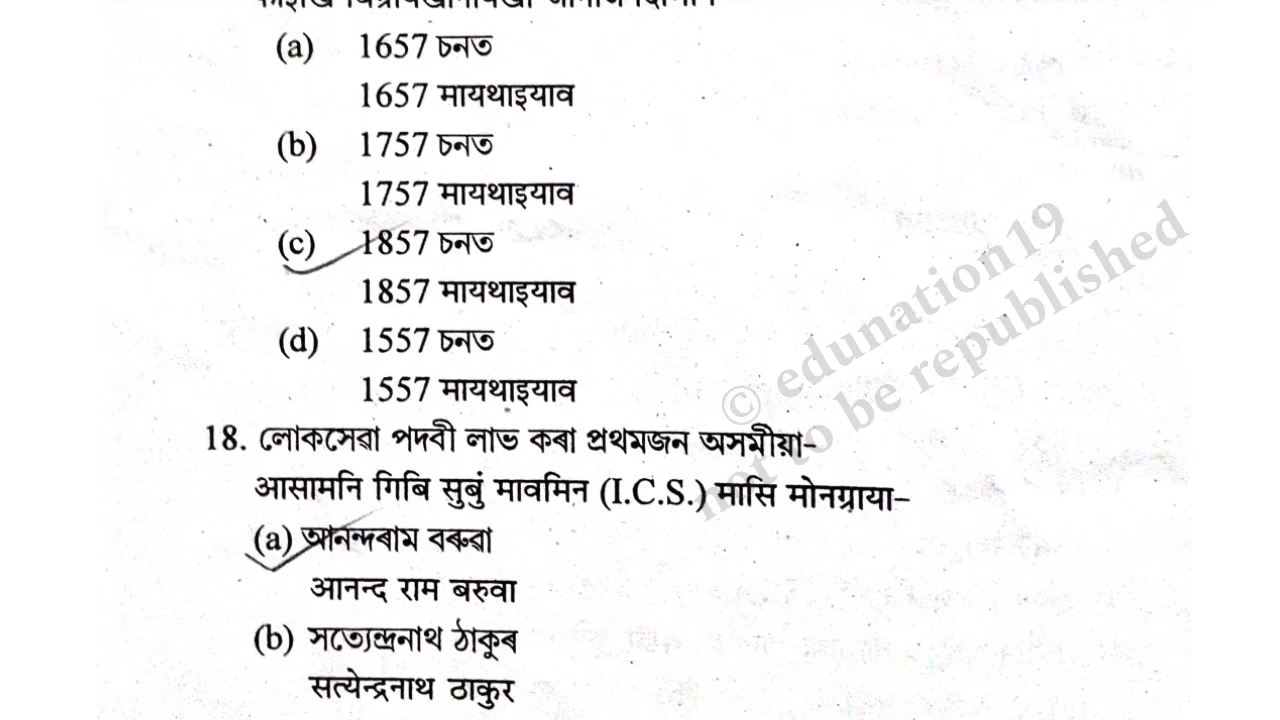 (a) 1657 চনত
1657 मायथाइयाव
(b) 1757 চনত
1757 मायथाइयाव
(c) 1857 চনত
1857 मायथाइयाव
(d) 1557 চনত
1557 मायथाइयाव
18. লোকসেৱা পদবী লাভ কৰা প্ৰথমজন অসমীয়া-
आसामनि गिबि सुबुं मावमिन (I.C.S.) मासि मोनग्राया-
(a) আনন্দৰাম বৰুৱা
आनन्द राम बरुवा
(b) সত্যেন্দ্ৰনাথ ঠাকুৰ
सत्येन्द्रनाथ ठाकुर
© edunation19
not to be republished